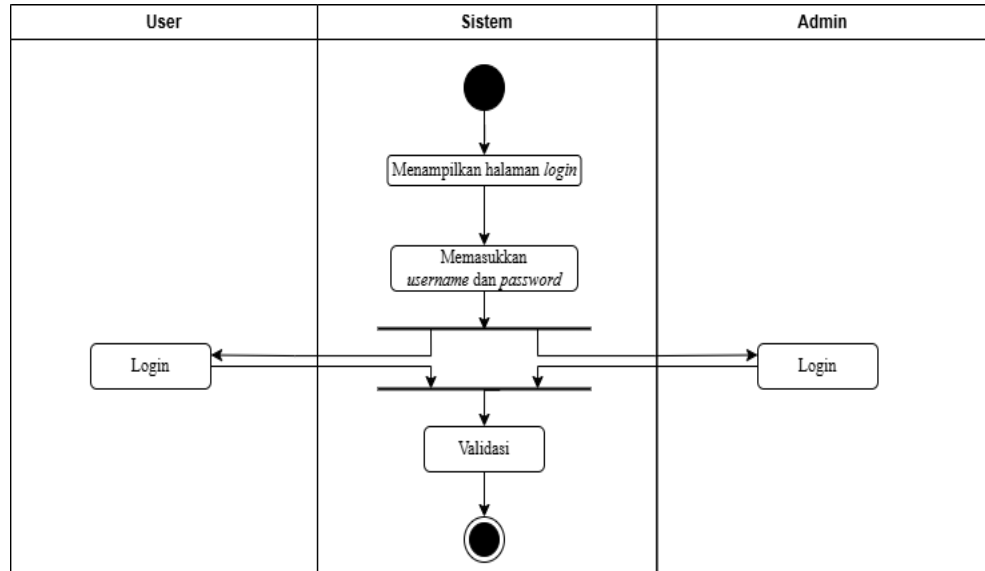 User
Sistem
Admin
Menampilkan halaman login
Memasukkan
username dan password
Login
Login
Validasi